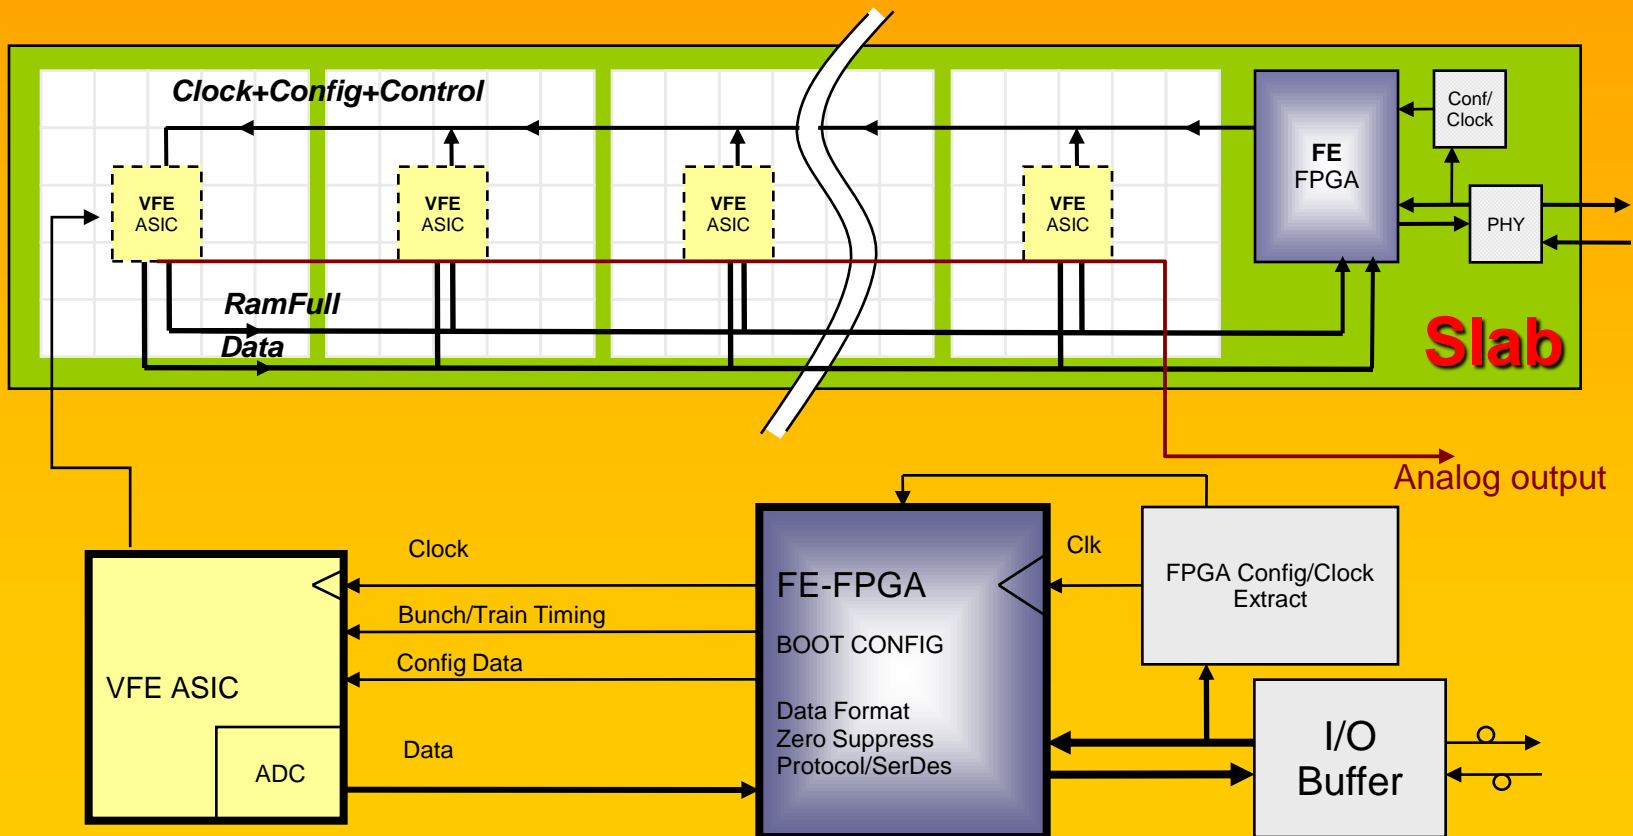 Clock+Config+Control
Conf/
Clock
FE
FPGA
VFE
ASIC
VFE
ASIC
VFE
ASIC
VFE
ASIC
PHY
RamFull
Data
Slab
Analog output
Clock
Clk
FPGA Config/Clock
Extract
FE-FPGA
Bunch/Train Timing
BOOT CONFIG
Config Data
VFE ASIC
Data Format
Zero Suppress
Protocol/SerDes
I/O
Buffer
Data
ADC